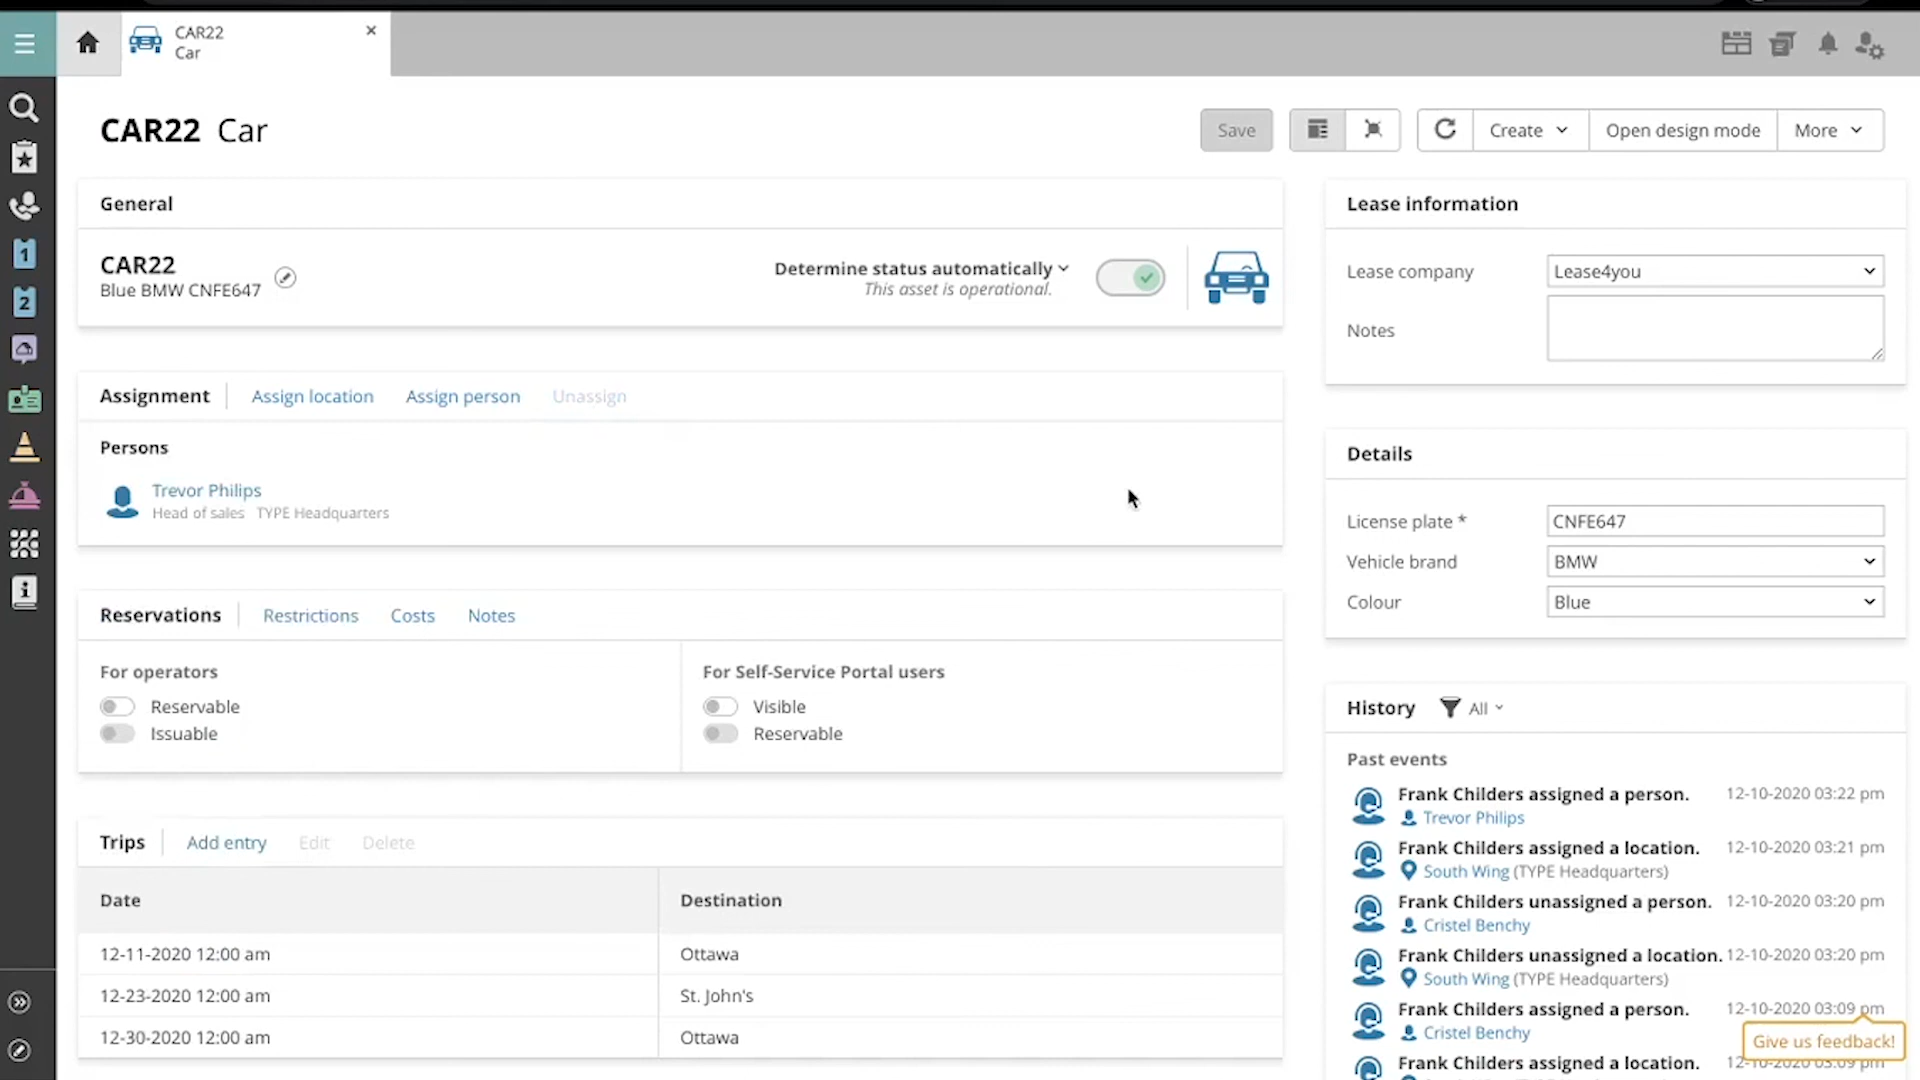 CAR22
Car
CAR22 Car
Save
Create
Open design mode
More
General
CAR22
Blue BMW CNFE647
Determine status automatically
This asset is operational.
Assignment
Assign location
Assign person
Unassign
Persons
Trevor Philips
Head of sales TYPE Headquarters
Reservations
Restrictions
Costs
Notes
For operators
Reservable
Issuable
For Self-Service Portal users
Visible
Reservable
Trips
Add entry
Edit
Delete
Date
Destination
12-11-2020 12:00 am
Ottawa
12-23-2020 12:00 am
St. John's
12-30-2020 12:00 am
Ottawa
Lease information
Lease company
Lease4you
Notes
Details
License plate *
CNFE647
Vehicle brand
BMW
Colour
Blue
History
All
Past events
Frank Childers assigned a person. 12-10-2020 03:22 pm
Trevor Philips
Frank Childers assigned a location. 12-10-2020 03:21 pm
South Wing (TYPE Headquarters)
Frank Childers unassigned a person. 12-10-2020 03:20 pm
Cristel Benchy
Frank Childers unassigned a location. 12-10-2020 03:20 pm
South Wing (TYPE Headquarters)
Frank Childers assigned a person. 12-10-2020 03:09 pm
Cristel Benchy
Give us feedback!
Frank Childers assigned a location. 12-10-2020 03:09 pm
1
2